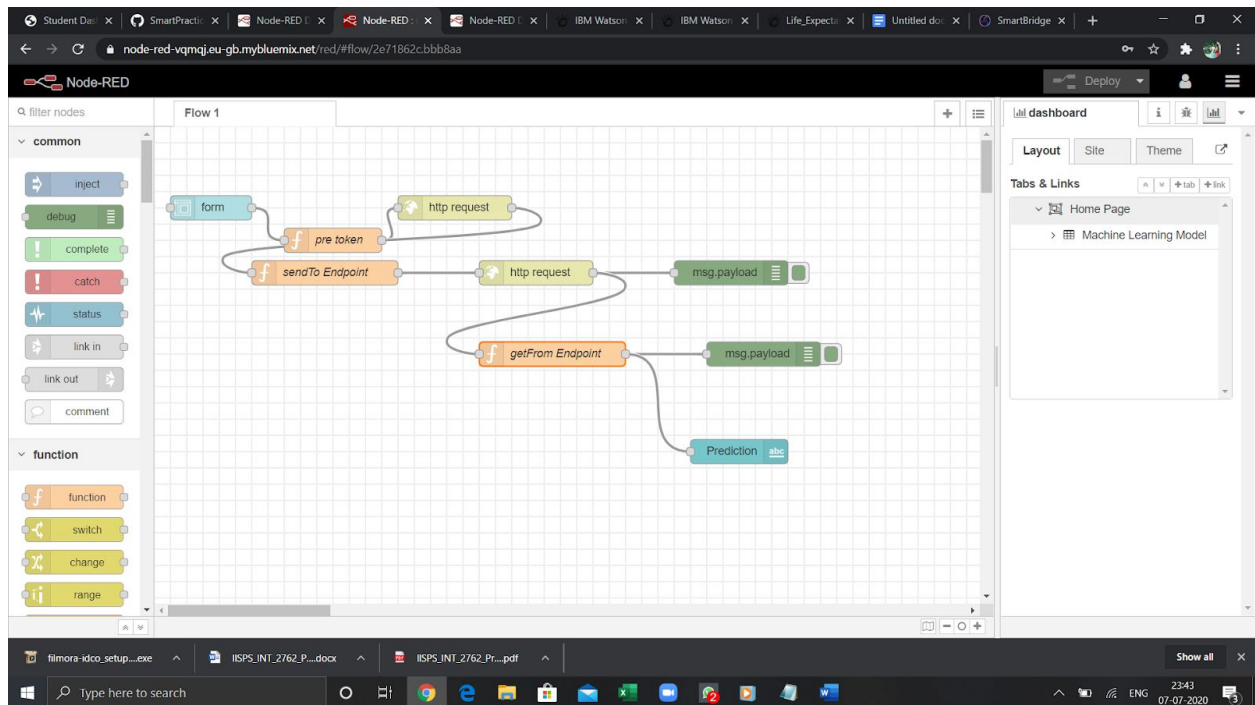 Student Das
SmartPractic
Node-RED D
Node-RED :
Node-RED D
IBM Watson
IBM Watson
Life_Expecta
Untitled doc
SmartBridge
node-red-vqmqj.eu-gb.mybluemix.net/red/#flow/2e71862c.bbb8aa
Node-RED
Deploy
filter nodes
Flow 1
dashboard
common
Layout
Site
Theme
inject
Tabs & Links
tab
link
form
http request
Home Page
debug
pre token
Machine Learning Model
complete
sendTo Endpoint
http request
msg.payload
catch
status
link in
getFrom Endpoint
msg.payload
link out
comment
Prediction
abc
function
function
switch
change
range
filmora-idco_setup....exe
IISPS_INT_2762_P....docx
IISPS_INT_2762_Pr....pdf
Show all
Type here to search
2
ENG
23:43
07-07-2020
3